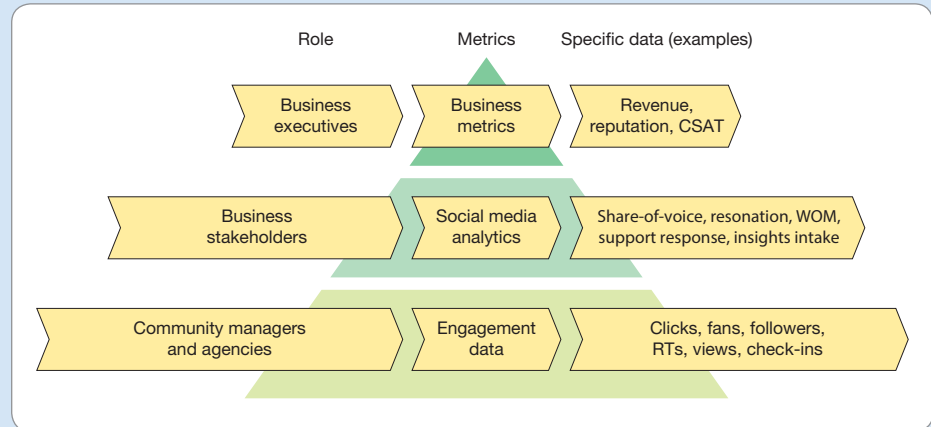 Role Metrics Specific data (examples)
Business
executives
Business
metrics
Revenue,
reputation, CSAT
Business
stakeholders
Social media
analytics
Share-of-voice, resonation, WOM,
support response, insights intake
Community managers
and agencies
Engagement
data
Clicks, fans, followers,
RTs, views, check-ins